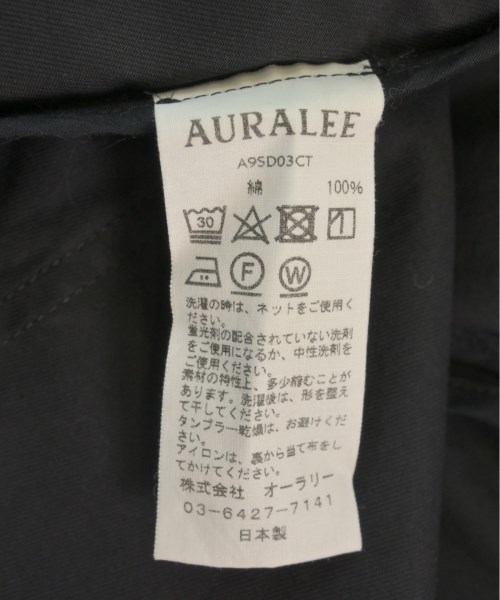 AURALEE
A9SD03CT
綿 100%
30
F W
洗濯の時は、ネットをご使用く
ださい。
蛍光剤の配合されていない洗剤
をご使用になるか、中性洗剤を
ご使用ください。
素材の特性上、多少縮むことが
あります。洗濯後は、形を整え
て干してください。
タンブラー乾燥は、お避けくだ
さい。
アイロンは、裏から当て布をし
てかけてください。
株式会社 オーラリー
03-6427-7141
日本製